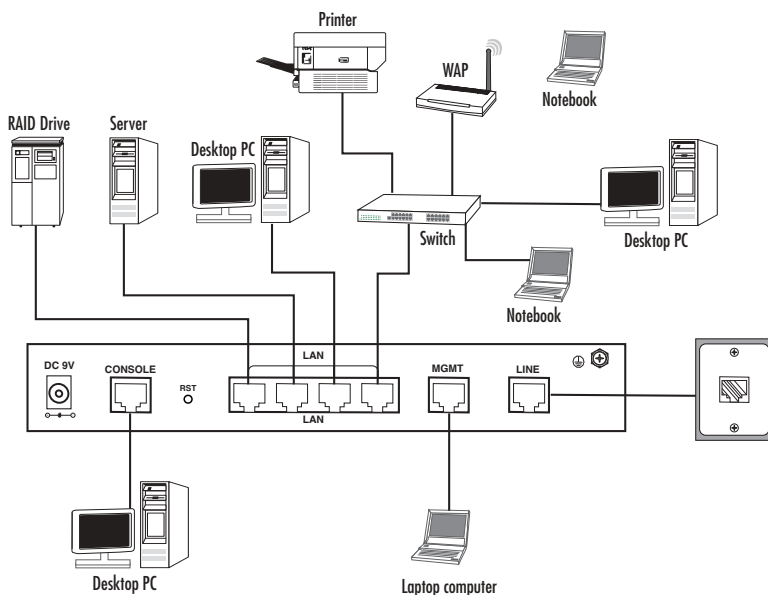 Printer
WAP
Notebook
RAID Drive
Server
Desktop PC
Desktop PC
Switch
Notebook
LAN
DC 9V
CONSOLE
RST
MGMT
LINE
LAN
Desktop PC
Laptop computer